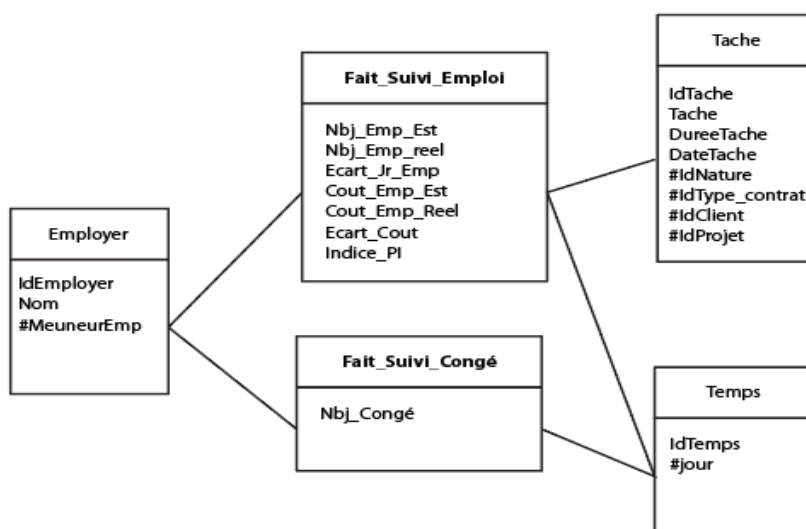 Employer
IdEmployer
Nom
#MeuneurEmp
Fait_Suivi_Emploi
Nbj_Emp_Est
Nbj_Emp_reel
Ecart_Jr_Emp
Cout_Emp_Est
Cout_Emp_Reel
Ecart_Cout
Indice_PI
Fait_Suivi_Congé
Nbj_Congé
Tache
IdTache
Tache
DureeTache
DateTache
#IdNature
#IdType_contrat
#IdClient
#IdProjet
Temps
IdTemps
#jour